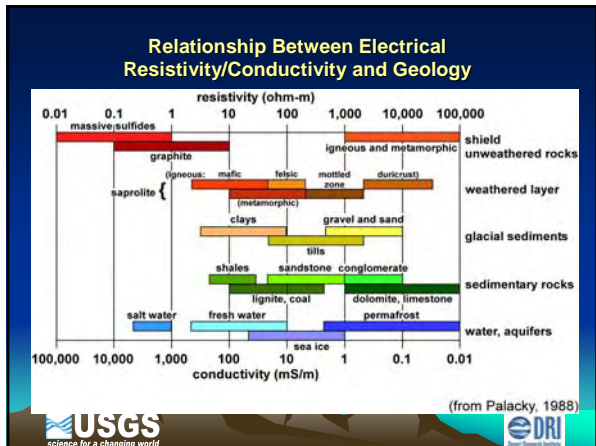 Relationship Between Electrical
Resistivity/Conductivity and Geology
resistivity (ohm-m)
0.01 0.1 1 10 100 1,000 10,000 100,000
massive sulfides
shield
igneous and metamorphic
unweathered rocks
graphite
(igneous: mafic felsic mottled zone duricrust)
saprolite {
weathered layer
(metamorphic)
clays gravel and sand
glacial sediments
tills
shales sandstone conglomerate
sedimentary rocks
lignite, coal dolomite, limestone
salt water fresh water permafrost
water, aquifers
sea ice
100,000 10,000 1,000 100 10 1 0.1 0.01
conductivity (mS/m)
(from Palacky, 1988)
USGS
science for a changing world
DRI